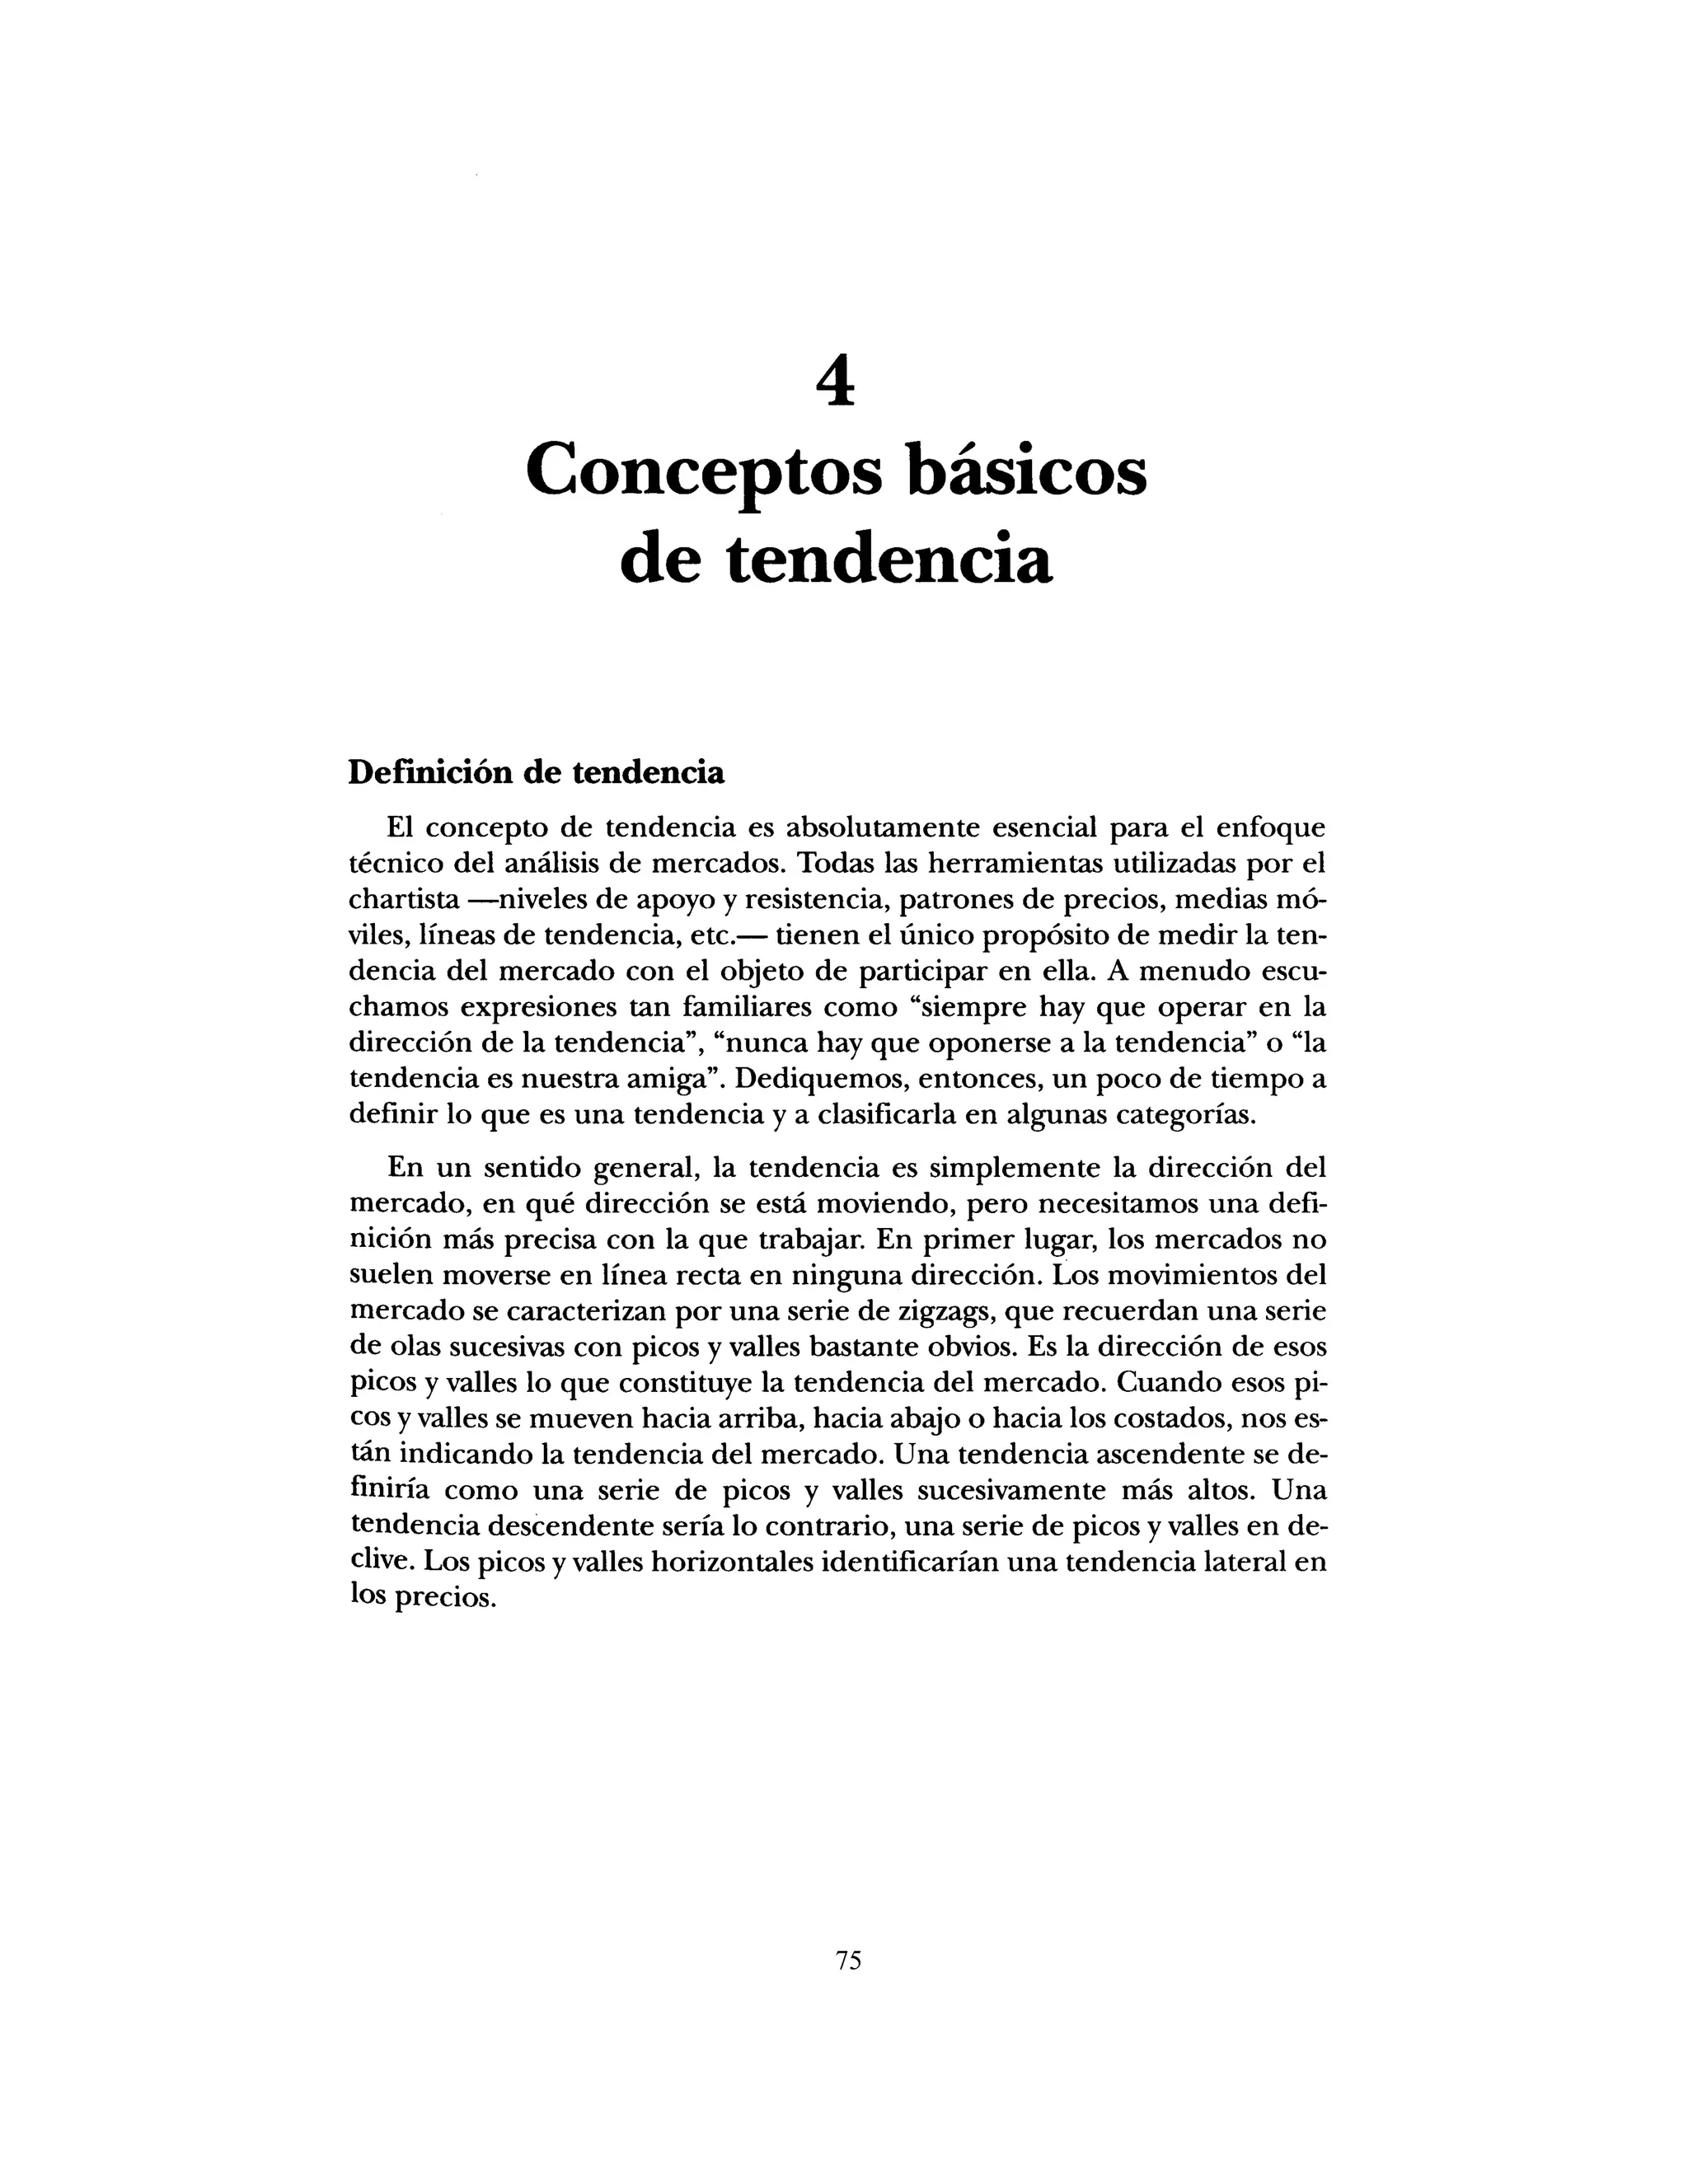 4
Conceptos básicos
de tendencia
Definición de tendencia
El concepto de tendencia es absolutamente esencial para el enfoque
técnico del análisis de mercados. Todas las herramientas utilizadas por el
chartista —niveles de apoyo y resistencia, patrones de precios, medias mó-
viles, líneas de tendencia, etc.— tienen el único propósito de medir la ten-
dencia del mercado con el objeto de participar en ella. A menudo escu-
chamos expresiones tan familiares como “siempre hay que operar en la
dirección de la tendencia”, “nunca hay que oponerse a la tendencia” o “la
tendencia es nuestra amiga”. Dediquemos, entonces, un poco de tiempo a
definir lo que es una tendencia y a clasificarla en algunas categorías.
En un sentido general, la tendencia es simplemente la dirección del
mercado, en qué dirección se está moviendo, pero necesitamos una defi-
nición más precisa con la que trabajar. En primer lugar, los mercados no
suelen moverse en línea recta en ninguna dirección. Los movimientos del
mercado se caracterizan por una serie de zigzags, que recuerdan una serie
de olas sucesivas con picos y valles bastante obvios. Es la dirección de esos
picos y valles lo que constituye la tendencia del mercado. Cuando esos pi-
cos y valles se mueven hacia arriba, hacia abajo o hacia los costados, nos es-
tán indicando la tendencia del mercado. Una tendencia ascendente se de-
finiría como una serie de picos y valles sucesivamente más altos. Una
tendencia descendente sería lo contrario, una serie de picos y valles en de-
clive. Los picos y valles horizontales identificarían una tendencia lateral en
los precios.
75